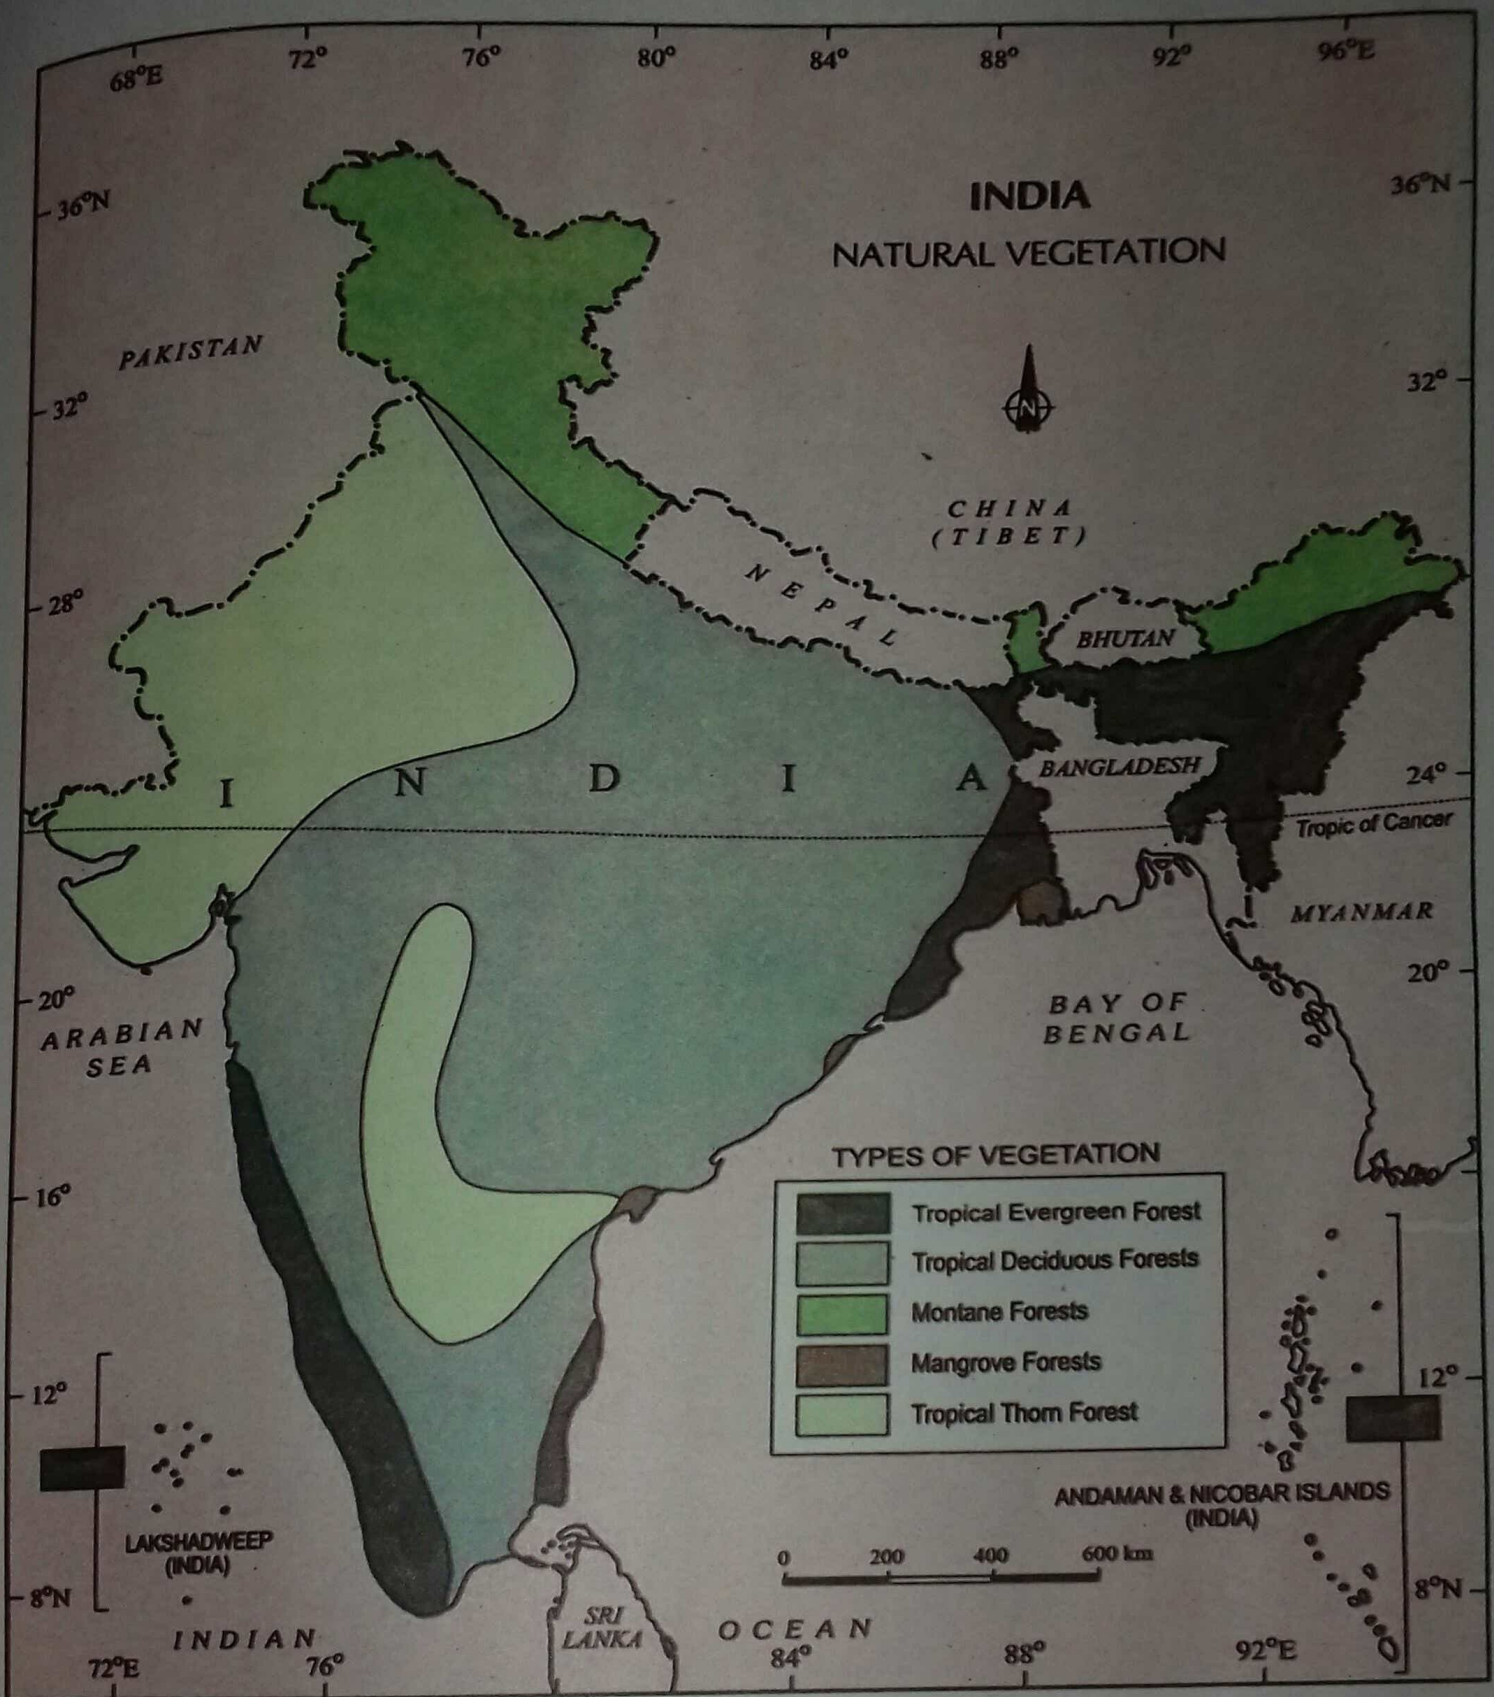 68°E 72° 76° 80° 84° 88° 92° 96°E
36°N 36°N
INDIA
NATURAL VEGETATION
PAKISTAN
32° 32°
N
CHINA
(TIBET)
NEPAL
28°
BHUTAN
I N D I A
BANGLADESH
24°
Tropic of Cancer
MYANMAR
20° 20°
ARABIAN
SEA
BAY OF
BENGAL
TYPES OF VEGETATION
Tropical Evergreen Forest
Tropical Deciduous Forests
Montane Forests
Mangrove Forests
Tropical Thorn Forest
16°
12° 12°
LAKSHADWEEP
(INDIA)
ANDAMAN & NICOBAR ISLANDS
(INDIA)
0 200 400 600 km
8°N 8°N
SRI
LANKA
INDIAN OCEAN
72°E 76° 84° 88° 92°E